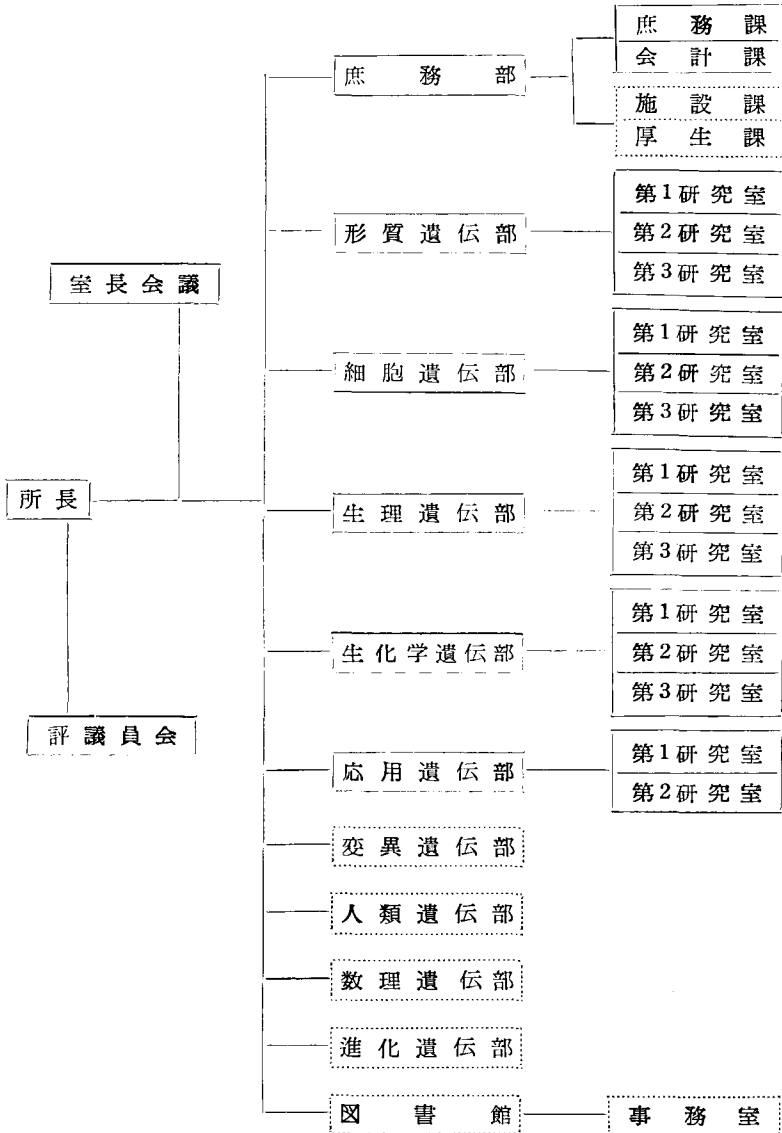 庶務課
会計課
庶務部
施設課
厚生課
第1研究室
形質遺伝部
第2研究室
第3研究室
室長会議
第1研究室
細胞遺伝部
第2研究室
第3研究室
第1研究室
所長
生理遺伝部
第2研究室
第3研究室
第1研究室
生化学遺伝部
第2研究室
第3研究室
評議員会
第1研究室
応用遺伝部
第2研究室
変異遺伝部
人類遺伝部
数理遺伝部
進化遺伝部
図書館
事務室